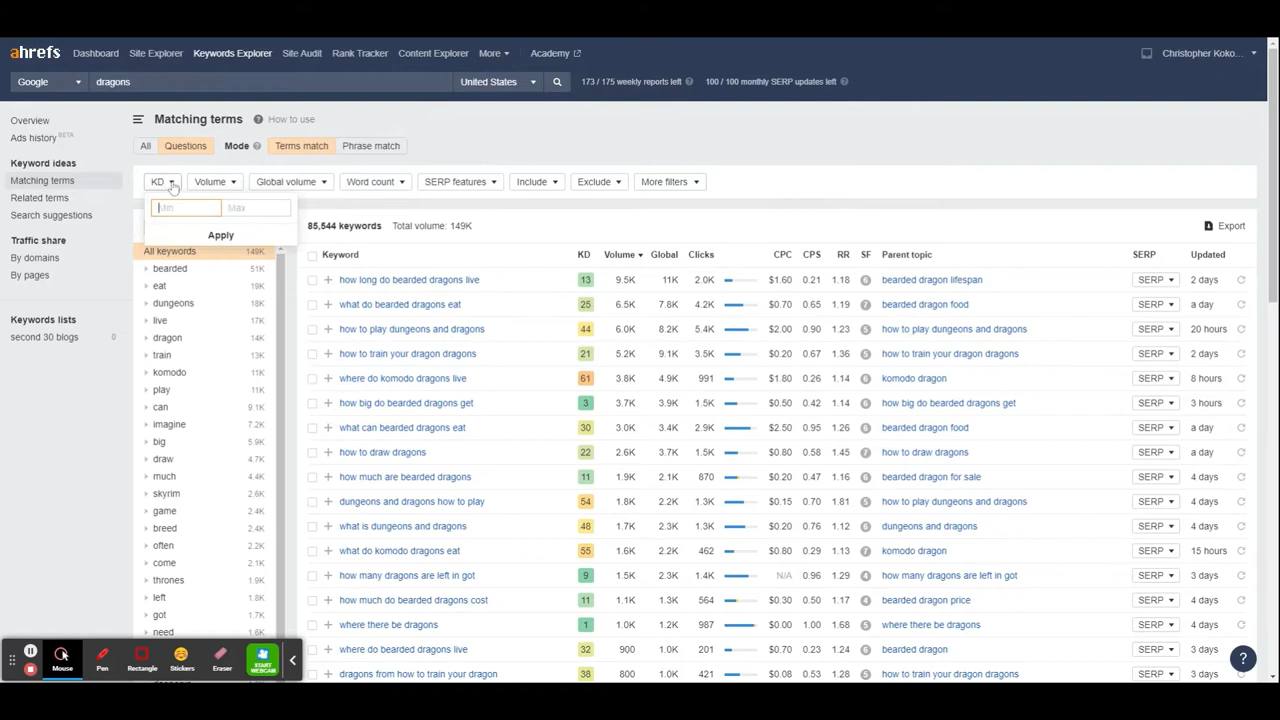 ahrefs Dashboard Site Explorer Keywords Explorer Site Audit Rank Tracker Content Explorer More Academy Christopher Koko...
Google dragons United States 173 / 175 weekly reports left 100 / 100 monthly SERP updates left
Overview
Ads history BETA
Keyword ideas
Matching terms
Related terms
Search suggestions
Traffic share
By domains
By pages
Keywords lists
second 30 blogs 0
Matching terms How to use
All Questions Mode Terms match Phrase match
KD Volume Global volume Word count SERP features Include Exclude More filters
Min Max
Apply
All keywords 149K
bearded 51K
eat 19K
dungeons 18K
live 17K
dragon 14K
train 11K
komodo 11K
play 11K
can 9.1K
imagine 7.2K
big 5.9K
draw 4.7K
much 4.4K
skyrim 4.3K
game 2.5K
breed 2.4K
often 2.2K
come 2.2K
thrones 1.8K
left 1.8K
got 1.7K
need 1.6K
85,544 keywords Total volume: 149K Export
Keyword KD Volume Global Clicks CPC CPS RR SF Parent topic SERP Updated
how long do bearded dragons live 13 9.5K 11K 2.0K $1.60 0.21 1.18 6 bearded dragon lifespan SERP 2 days
what do bearded dragons eat 25 6.5K 7.8K 4.2K $0.70 0.65 1.19 7 bearded dragon food SERP a day
how to play dungeons and dragons 44 6.0K 8.2K 5.4K $2.00 0.90 1.23 5 how to play dungeons and dragons SERP 20 hours
how to train your dragon dragons 21 5.2K 9.1K 3.5K $0.20 0.67 1.36 5 how to train your dragon dragons SERP 2 days
where do komodo dragons live 61 3.8K 4.9K 991 $1.80 0.26 1.14 6 komodo dragon SERP 8 hours
how big do bearded dragons get 3 3.7K 3.9K 1.5K $0.50 0.42 1.14 6 how big do bearded dragons get SERP 3 hours
what can bearded dragons eat 30 3.0K 3.4K 2.9K $2.50 0.95 1.26 6 bearded dragon food SERP a day
how to draw dragons 22 2.6K 3.7K 1.5K $0.80 0.58 1.45 7 how to draw dragons SERP a day
how much are bearded dragons 11 1.9K 2.1K 870 $0.20 0.47 1.16 6 bearded dragon for sale SERP 4 days
dungeons and dragons how to play 54 1.8K 2.2K 1.3K $0.15 0.70 1.81 5 how to play dungeons and dragons SERP 4 days
what is dungeons and dragons 48 1.7K 2.3K 1.3K $0.20 0.76 1.12 6 dungeons and dragons SERP 4 days
what do komodo dragons eat 55 1.6K 2.2K 462 $0.80 0.29 1.13 7 komodo dragon SERP 15 hours
how many dragons are left in got 9 1.5K 2.3K 1.4K N/A 0.96 1.29 4 how many dragons are left in got SERP 3 days
how much do bearded dragons cost 11 1.1K 1.3K 564 $0.30 0.50 1.17 4 bearded dragon price SERP 4 days
where there be dragons 1 1.0K 1.2K 987 $0.00 1.00 1.68 5 where there be dragons SERP 4 days
where do bearded dragons live 32 900 1.0K 201 $0.70 0.23 1.24 5 bearded dragon SERP 3 days
dragons from how to train your dragon 38 800 1.0K 421 $0.08 0.53 1.28 5 how to train your dragon dragons SERP 4 days
Mouse Pen Rectangle Stickers Eraser START WEBCAM